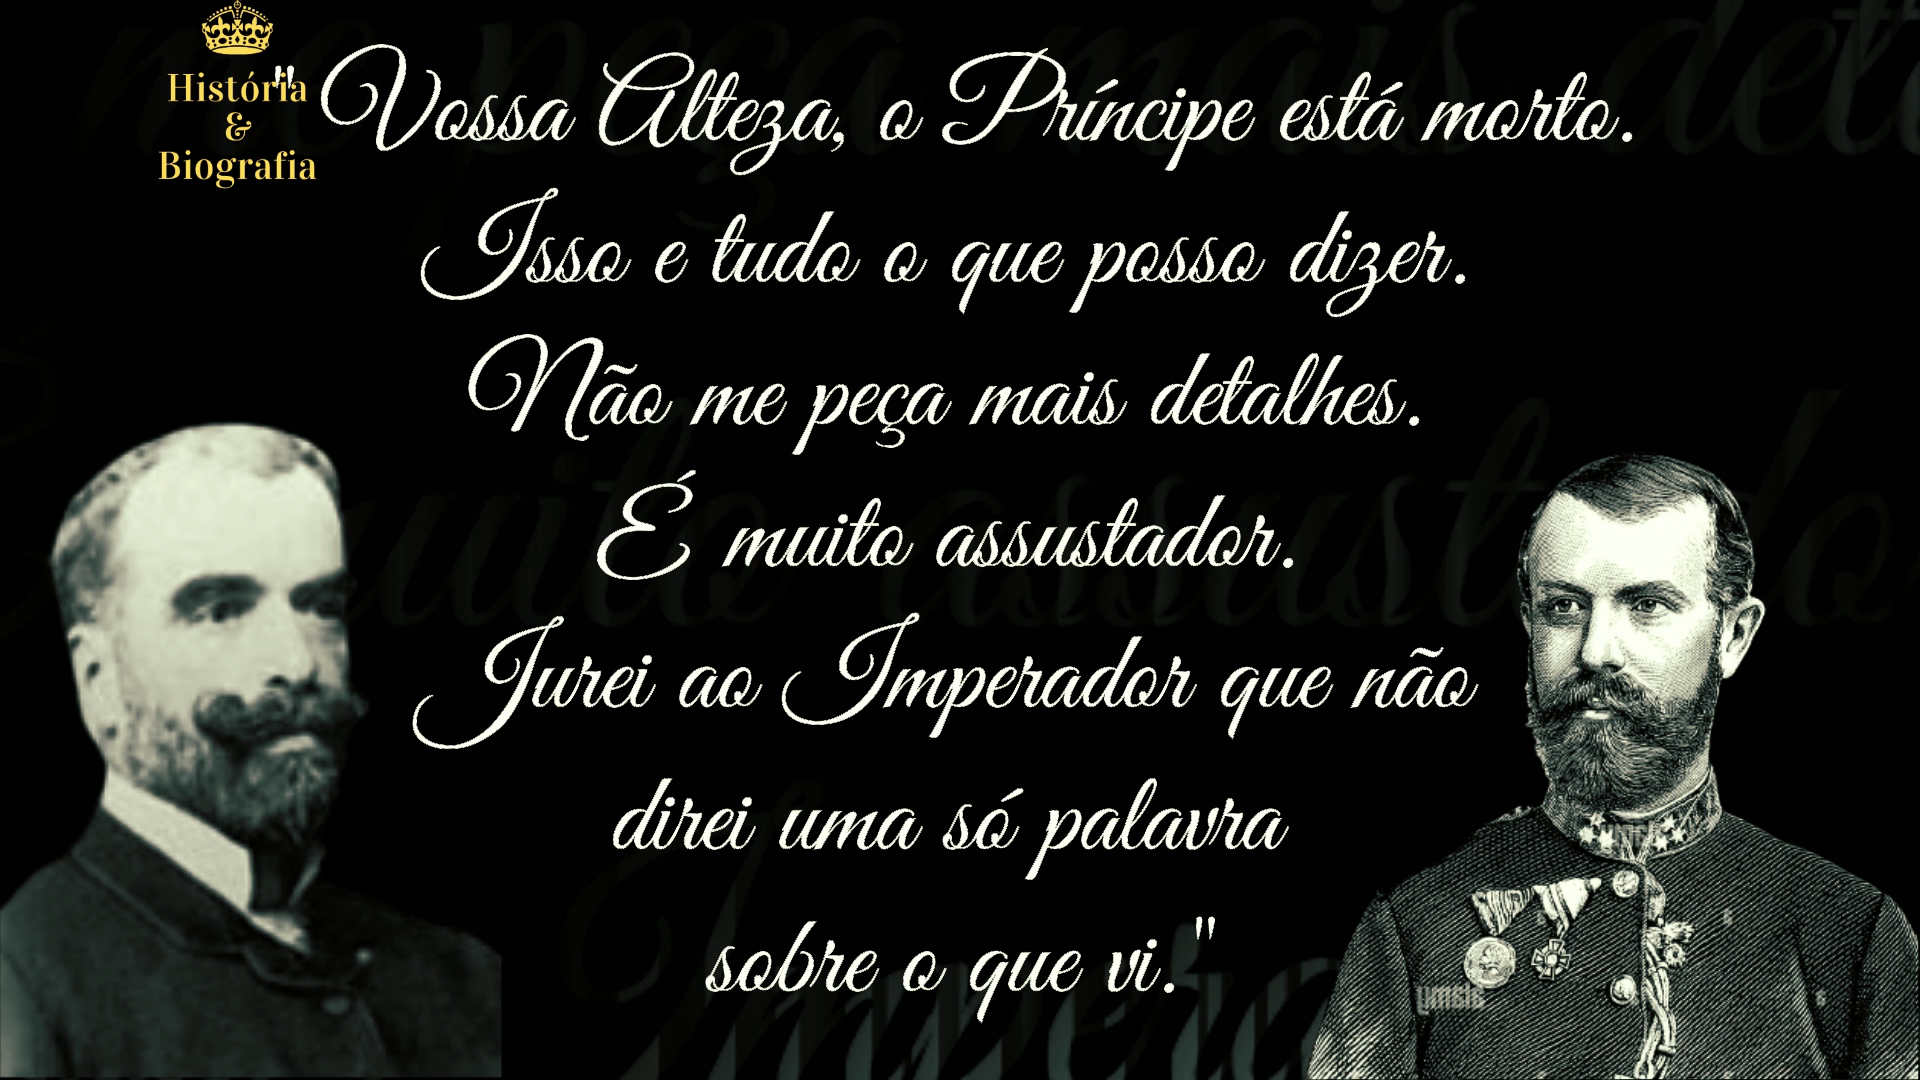 História
&
Biografia
"Vossa Alteza, o Príncipe está morto.
Isso e tudo o que posso dizer.
Não me peça mais detalhes.
É muito assustador.
Jurei ao Imperador que não
direi uma só palavra
sobre o que vi."